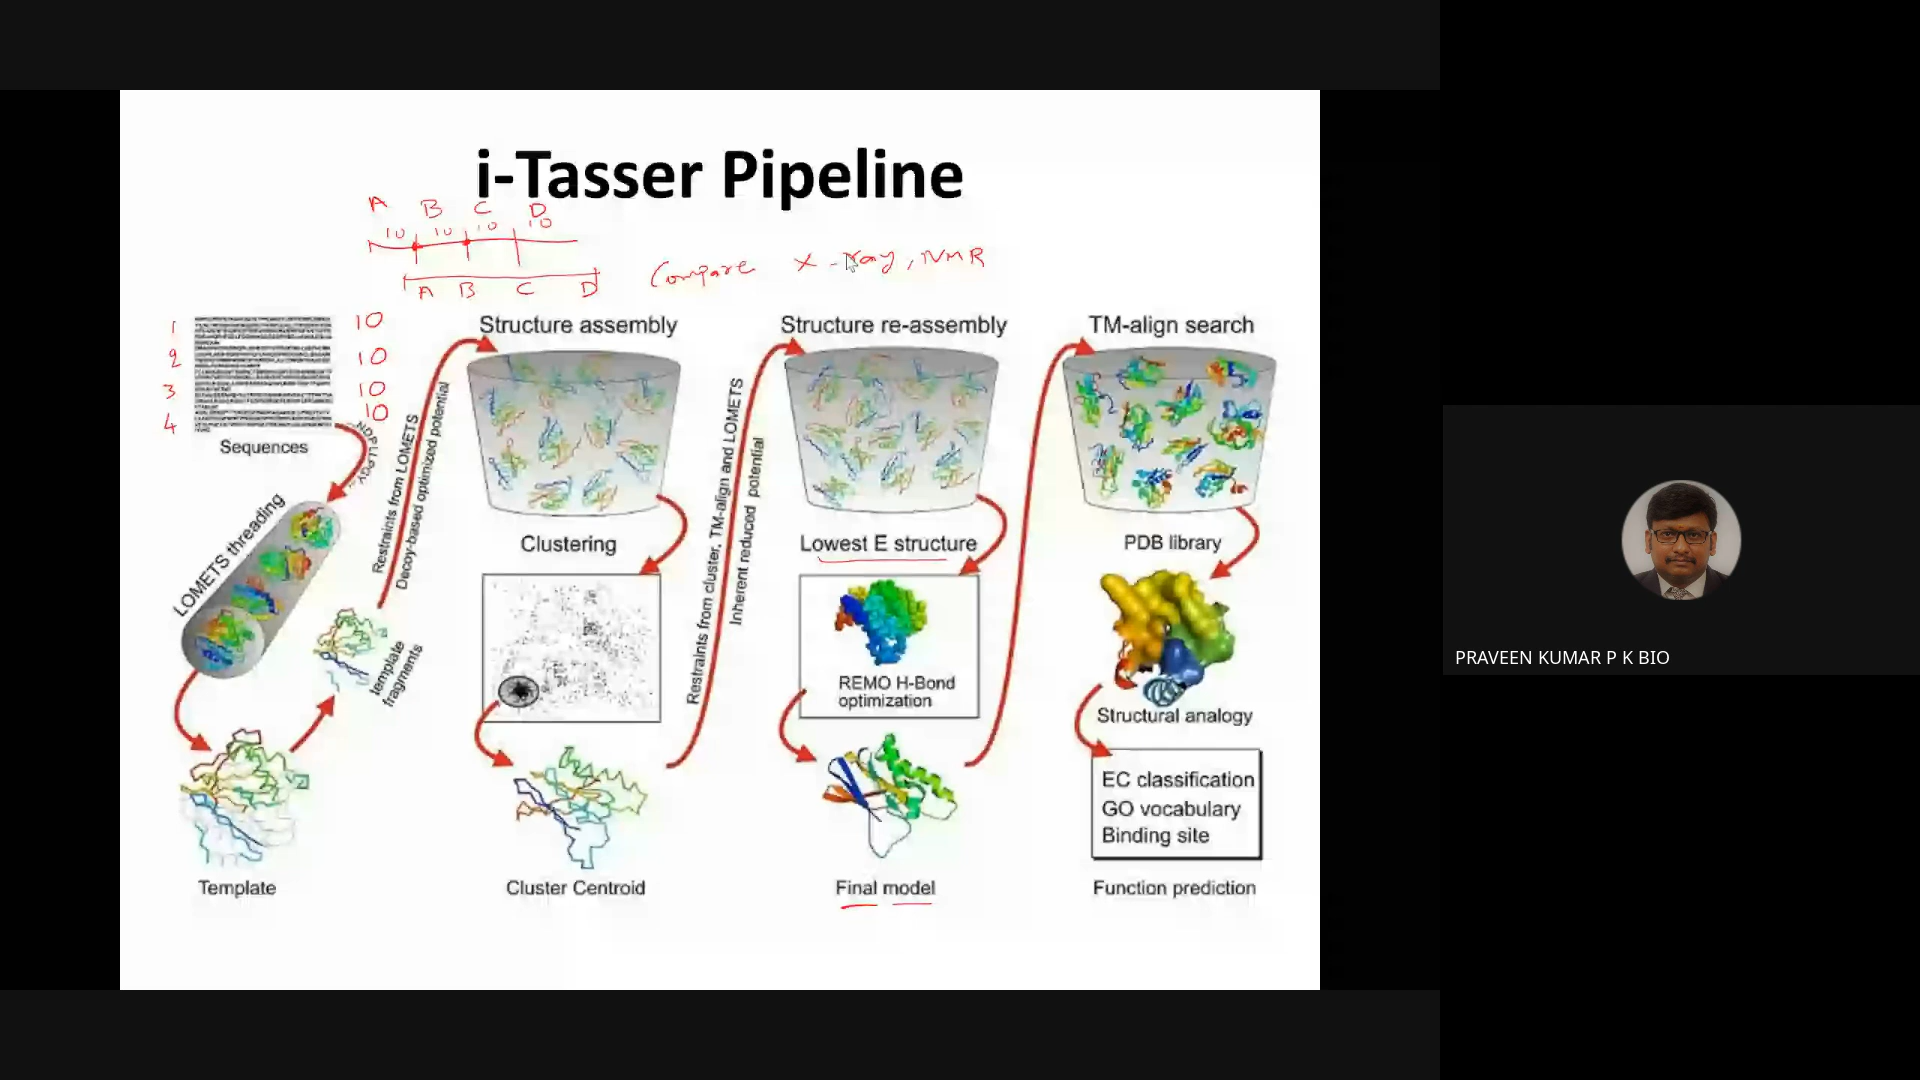 i-Tasser Pipeline
A B C D
10 10 10 10
A B C D
Compare X-Ray, NMR
1 10
2 10
3 10
4 10
Sequences
LOMETS threading
Template
template
fragments
Restraints from LOMETS
Decoy-based optimized potential
Structure assembly
Clustering
Cluster Centroid
Restraints from cluster, TM-align and LOMETS
Inherent reduced potential
Structure re-assembly
Lowest E structure
REMO H-Bond
optimization
Final model
TM-align search
PDB library
Structural analogy
EC classification
GO vocabulary
Binding site
Function prediction
PRAVEEN KUMAR P K BIO